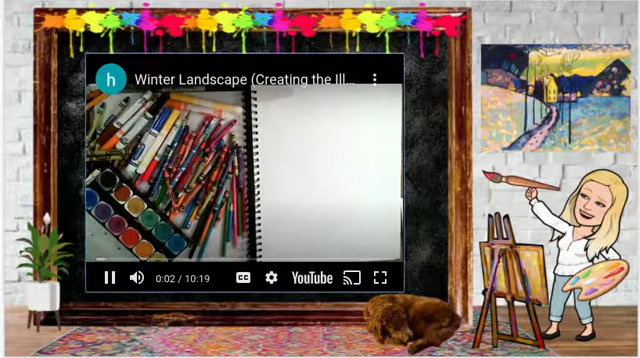 h
Winter Landscape (Creating the Ill...
0:02 / 10:19
CC
YouTube